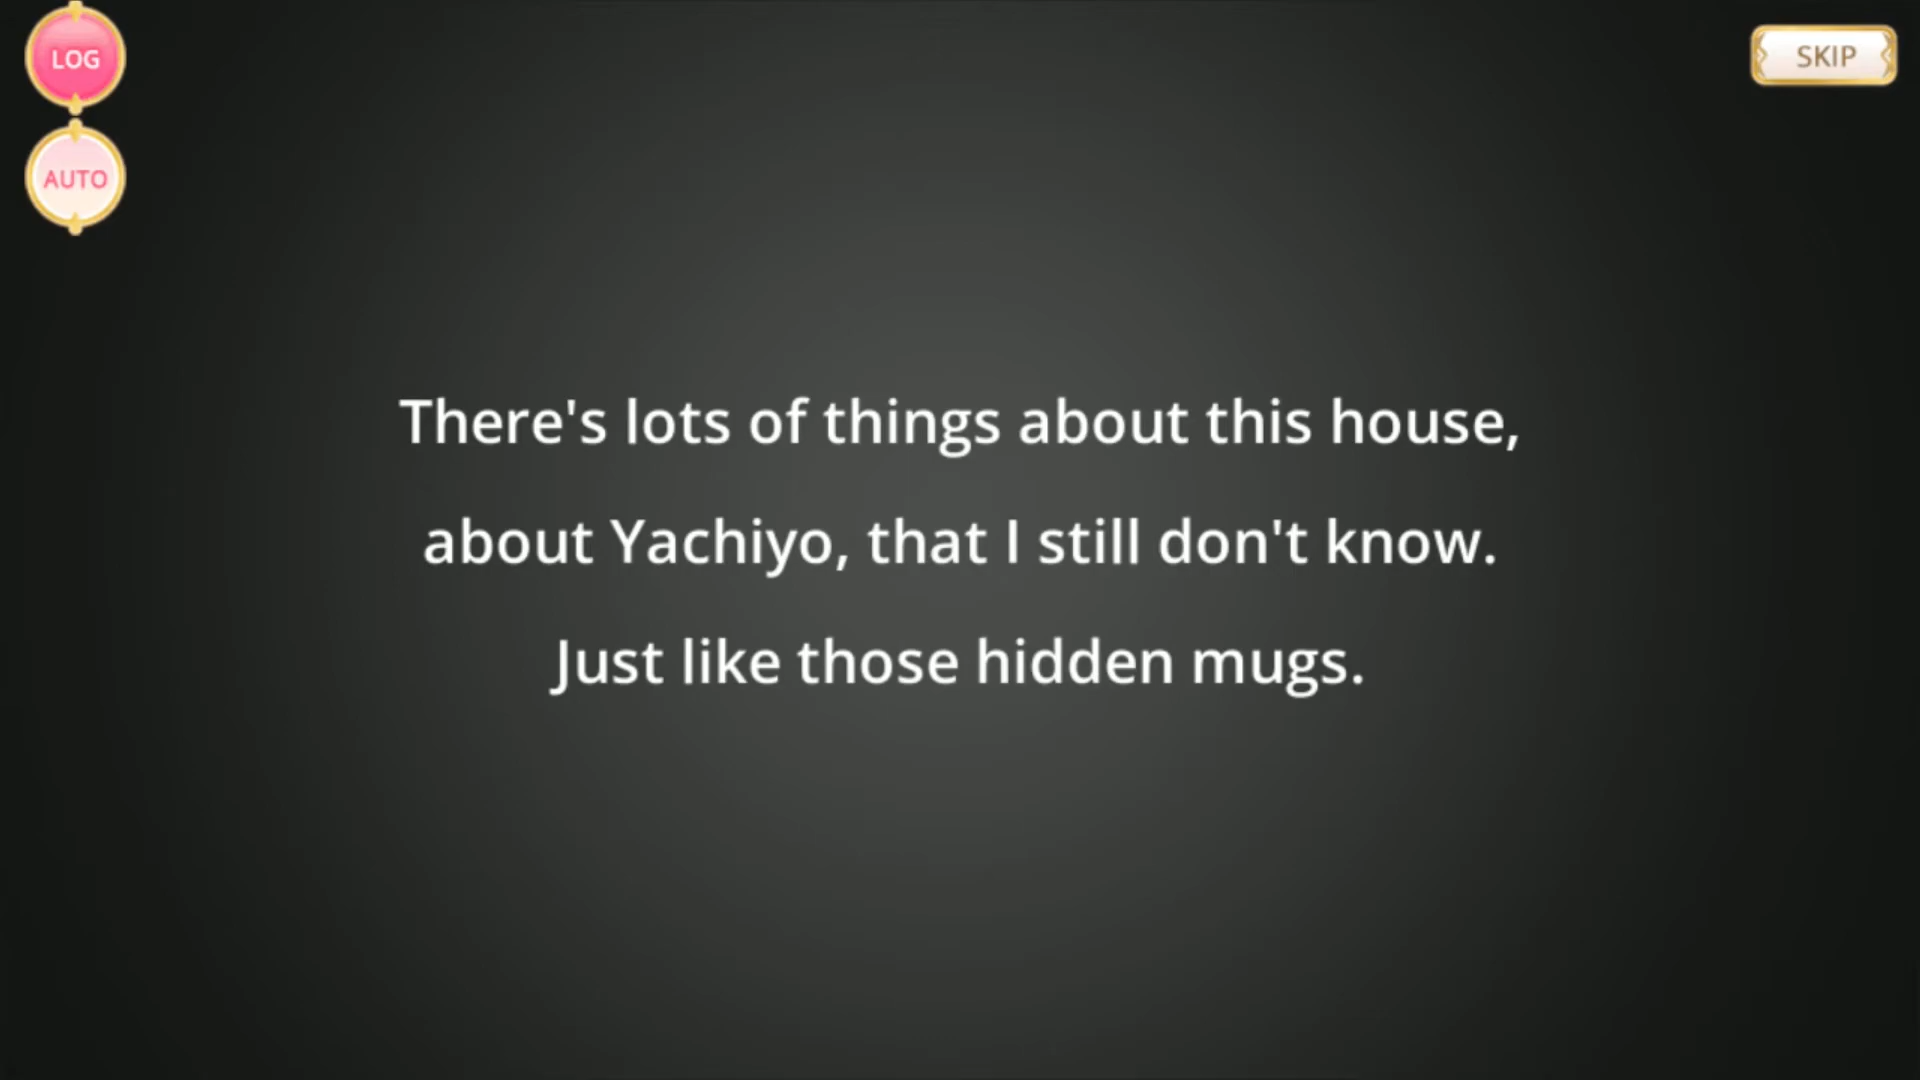 LOG
SKIP
AUTO
There's lots of things about this house,
about Yachiyo, that I still don't know.
Just like those hidden mugs.